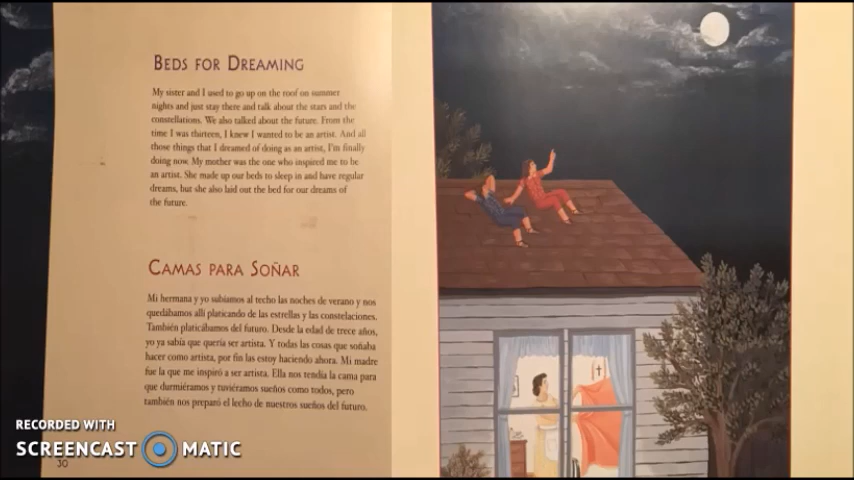 BEDS FOR DREAMING
My sister and I used to go up on the roof on summer
nights and just stay there and talk about the stars and the
constellations. We also talked about the future. From the
time I was thirteen, I knew I wanted to be an artist. And all
those things that I dreamed of doing as an artist, I'm finally
doing now. My mother was the one who inspired me to be
an artist. She made up our beds to sleep in and have regular
dreams, but she also laid out the bed for our dreams of
the future.
CAMAS PARA SOÑAR
Mi hermana y yo subíamos al techo las noches de verano y nos
quedábamos allí platicando de las estrellas y las constelaciones.
También platicábamos del futuro. Desde la edad de trece años,
yo ya sabía que quería ser artista. Y todas las cosas que soñaba
hacer como artista, por fin las estoy haciendo ahora. Mi madre
fue la que me inspiró a ser artista. Ella nos tendía la cama para
que durmiéramos y tuviéramos sueños como todos, pero
también nos preparó el lecho de nuestros sueños del futuro.
30
RECORDED WITH
SCREENCAST MATIC